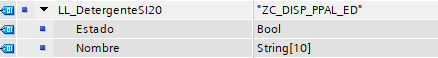 LL_DetergenteSI20 "ZC_DISP_PPAL_ED"
Estado Bool
Nombre String[10]